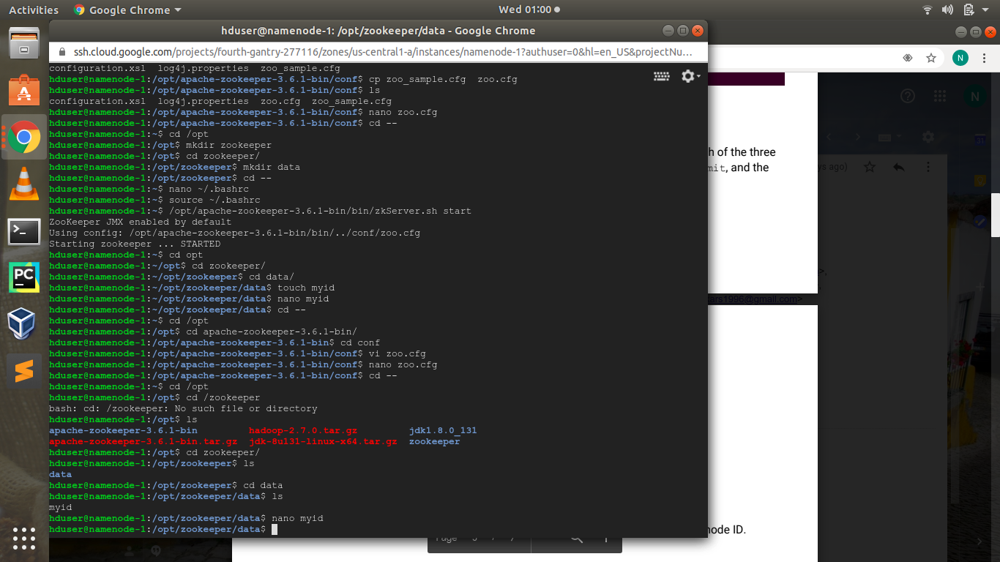 Activities
Google Chrome
Wed 01:00
hduser@namenode-1: /opt/zookeeper/data - Google Chrome
ssh.cloud.google.com/projects/fourth-gantry-277116/zones/us-central1-a/instances/namenode-1?authuser=0&hl=en_US&projectNu…
configuration.xsl log4j.properties zoo_sample.cfg
hduser@namenode-1:/opt/apache-zookeeper-3.6.1-bin/conf$ cp zoo_sample.cfg zoo.cfg
hduser@namenode-1:/opt/apache-zookeeper-3.6.1-bin/conf$ ls
configuration.xsl log4j.properties zoo.cfg zoo_sample.cfg
hduser@namenode-1:/opt/apache-zookeeper-3.6.1-bin/conf$ nano zoo.cfg
hduser@namenode-1:/opt/apache-zookeeper-3.6.1-bin/conf$ cd --
hduser@namenode-1:~$ cd /opt
hduser@namenode-1:/opt$ mkdir zookeeper
hduser@namenode-1:/opt$ cd zookeeper/
hduser@namenode-1:/opt/zookeeper$ mkdir data
hduser@namenode-1:/opt/zookeeper$ cd --
hduser@namenode-1:~$ nano ~/.bashrc
hduser@namenode-1:~$ source ~/.bashrc
hduser@namenode-1:~$ /opt/apache-zookeeper-3.6.1-bin/bin/zkServer.sh start
ZooKeeper JMX enabled by default
Using config: /opt/apache-zookeeper-3.6.1-bin/bin/../conf/zoo.cfg
Starting zookeeper ... STARTED
hduser@namenode-1:~$ cd opt
hduser@namenode-1:~/opt$ cd zookeeper/
hduser@namenode-1:~/opt/zookeeper$ cd data/
hduser@namenode-1:~/opt/zookeeper/data$ touch myid
hduser@namenode-1:~/opt/zookeeper/data$ nano myid
hduser@namenode-1:~/opt/zookeeper/data$ cd --
hduser@namenode-1:~$ cd /opt
hduser@namenode-1:/opt$ cd apache-zookeeper-3.6.1-bin/
hduser@namenode-1:/opt/apache-zookeeper-3.6.1-bin$ cd conf
hduser@namenode-1:/opt/apache-zookeeper-3.6.1-bin/conf$ vi zoo.cfg
hduser@namenode-1:/opt/apache-zookeeper-3.6.1-bin/conf$ nano zoo.cfg
hduser@namenode-1:/opt/apache-zookeeper-3.6.1-bin/conf$ cd --
hduser@namenode-1:~$ cd /opt
hduser@namenode-1:/opt$ cd /zookeeper
bash: cd: /zookeeper: No such file or directory
hduser@namenode-1:/opt$ ls
apache-zookeeper-3.6.1-bin hadoop-2.7.0.tar.gz jdk1.8.0_131
apache-zookeeper-3.6.1-bin.tar.gz jdk-8u131-linux-x64.tar.gz zookeeper
hduser@namenode-1:/opt$ cd zookeeper/
hduser@namenode-1:/opt/zookeeper$ ls
data
hduser@namenode-1:/opt/zookeeper$ cd data
hduser@namenode-1:/opt/zookeeper/data$ ls
myid
hduser@namenode-1:/opt/zookeeper/data$ nano myid
hduser@namenode-1:/opt/zookeeper/data$
N
N
h of the three
mit, and the
ys ago)
ars1996@gmail.com>
node ID.
Page
PC